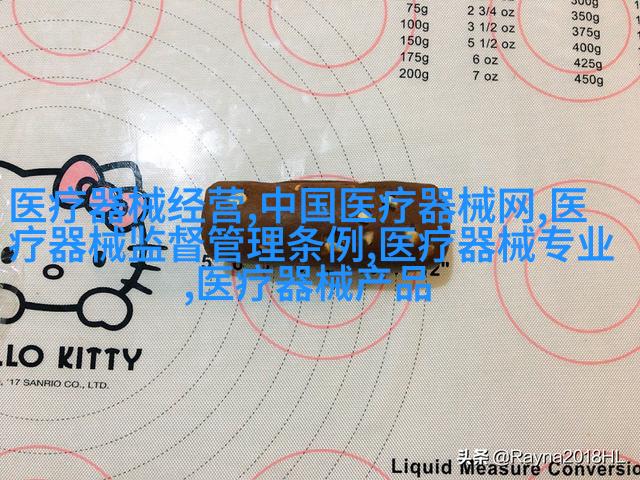 75g 2 3/4 oz
100g 3 1/2 oz 350g
150g 5 1/2 oz 375g
175g 6 oz 400g
200g 7 oz 425g
450g
医疗器械经营,中国医疗器械网,医
疗器械监督管理条例,医疗器械专业
,医疗器械产品
LLO KITTY
'17 SANRIO CO., LTD.
Liquid Measure Conversio
头条 @Rayna2018HL